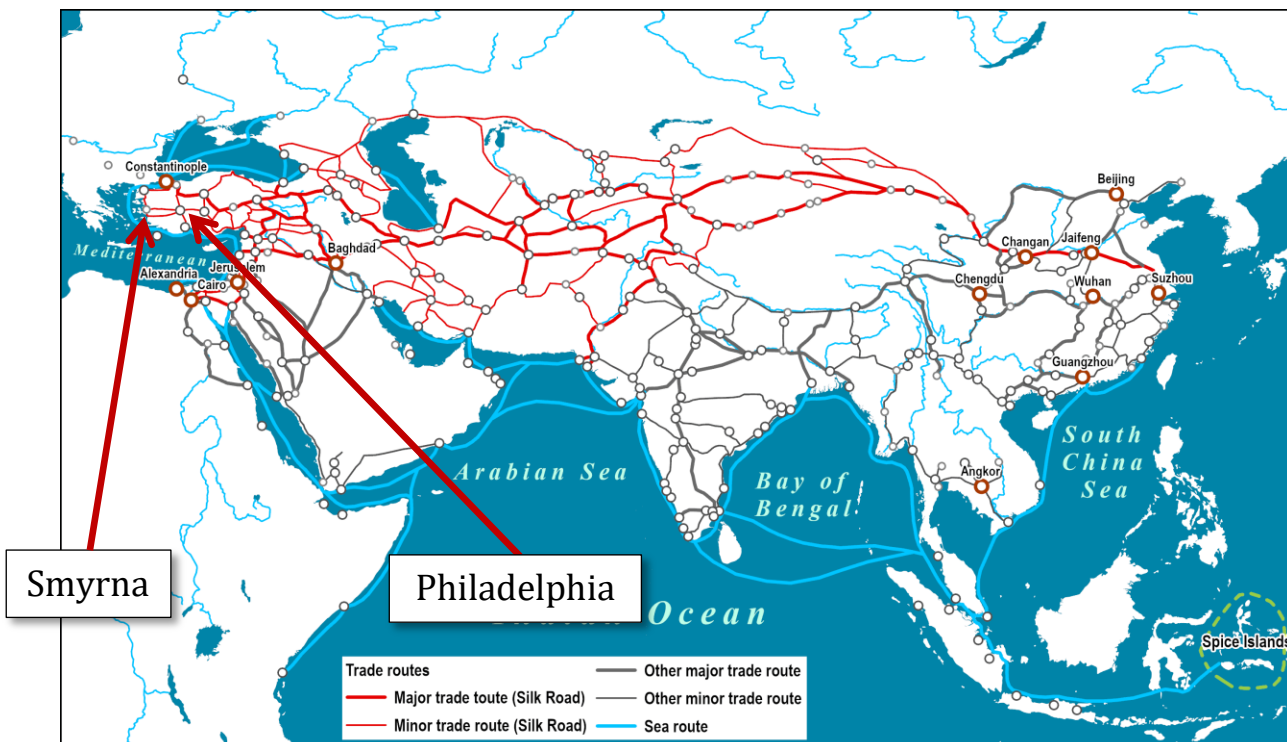 Constantinople
Beijing
Changan
Jaifeng
Baghdad
Mediterranean
Jerusalem
Alexandria
Cairo
Chengdu
Wuhan
Suzhou
Guangzhou
South
China
Sea
Arabian Sea
Bay of
Bengal
Angkor
Smyrna
Philadelphia
Ocean
Spice Islands
Trade routes
Major trade toute (Silk Road)
Minor trade route (Silk Road)
Other major trade route
Other minor trade route
Sea route